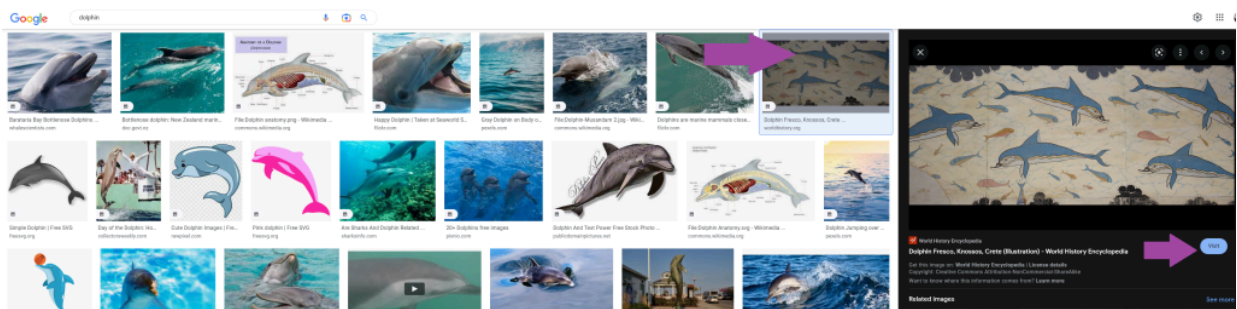 Google
dolphin
Barataria Bay Bottlenose Dolphins ...
whalescientists.com
Bottlenose dolphin: New Zealand marin...
doc.govt.nz
File:Dolphin anatomy.png - Wikimedia ...
commons.wikimedia.org
Happy Dolphin | Taken at Seaworld S...
flickr.com
Gray Dolphin on Body o...
pexels.com
File:Dolphin-Musandam 2.jpg - Wiki...
commons.wikimedia.org
Dolphins are marine mammals close...
flickr.com
Dolphin Fresco, Knossos, Crete ...
worldhistory.org
Simple Dolphin | Free SVG
freesvg.org
Day of the Dolphin: Ho...
collectorsweekly.com
Cute Dolphin Images | Fre...
rawpixel.com
Pink dolphin | Free SVG
freesvg.org
Are Sharks And Dolphin Related ...
sharkinfo.com
20+ Dolphins free images
picnic.com
Dolphin And Text Power Free Stock Photo ...
publicdomainpictures.net
File:Dolphin Anatomy.svg - Wikimedia ...
commons.wikimedia.org
Dolphin Jumping over ...
pexels.com
World History Encyclopedia
Dolphin Fresco, Knossos, Crete (Illustration) - World History Encyclopedia
Visit
Get this image on: World History Encyclopedia | License details
Copyright: Creative Commons Attribution-NonCommercial-ShareAlike
Want to know where this information comes from? Learn more
Related images
See more